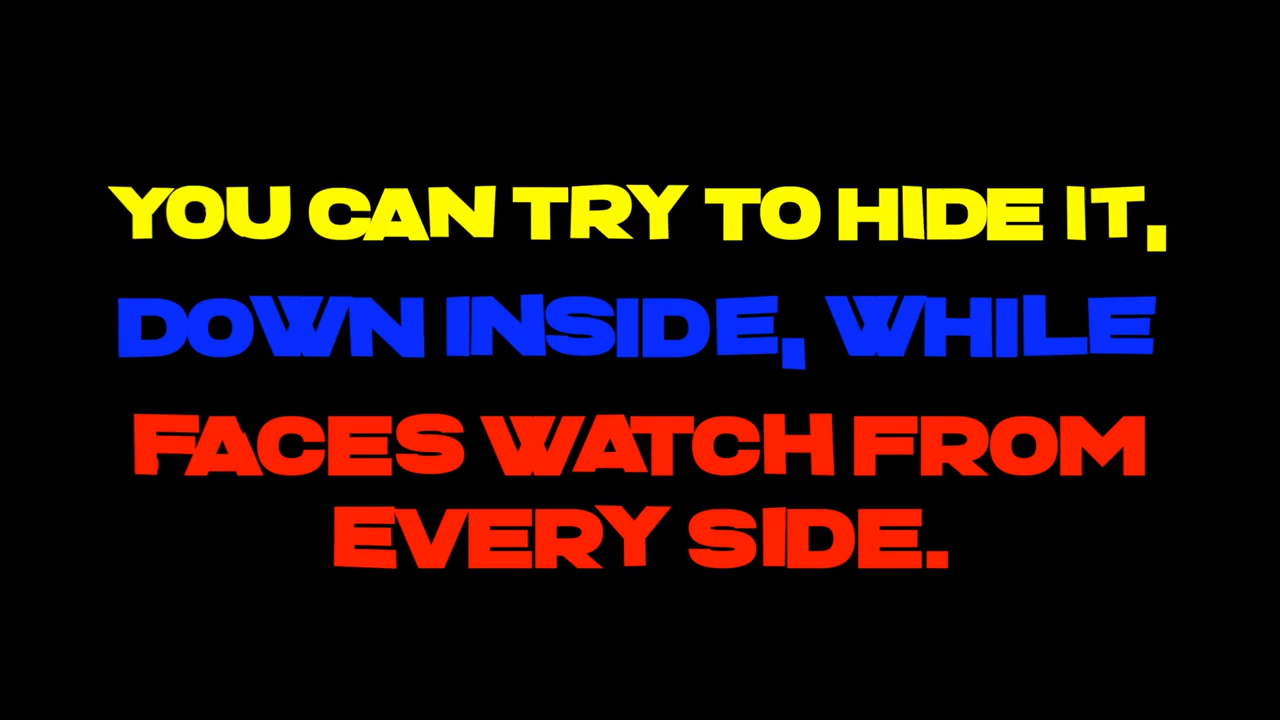 YOU CAN TRY TO HIDE IT,
DOWN INSIDE, WHILE
FACES WATCH FROM
EVERY SIDE.